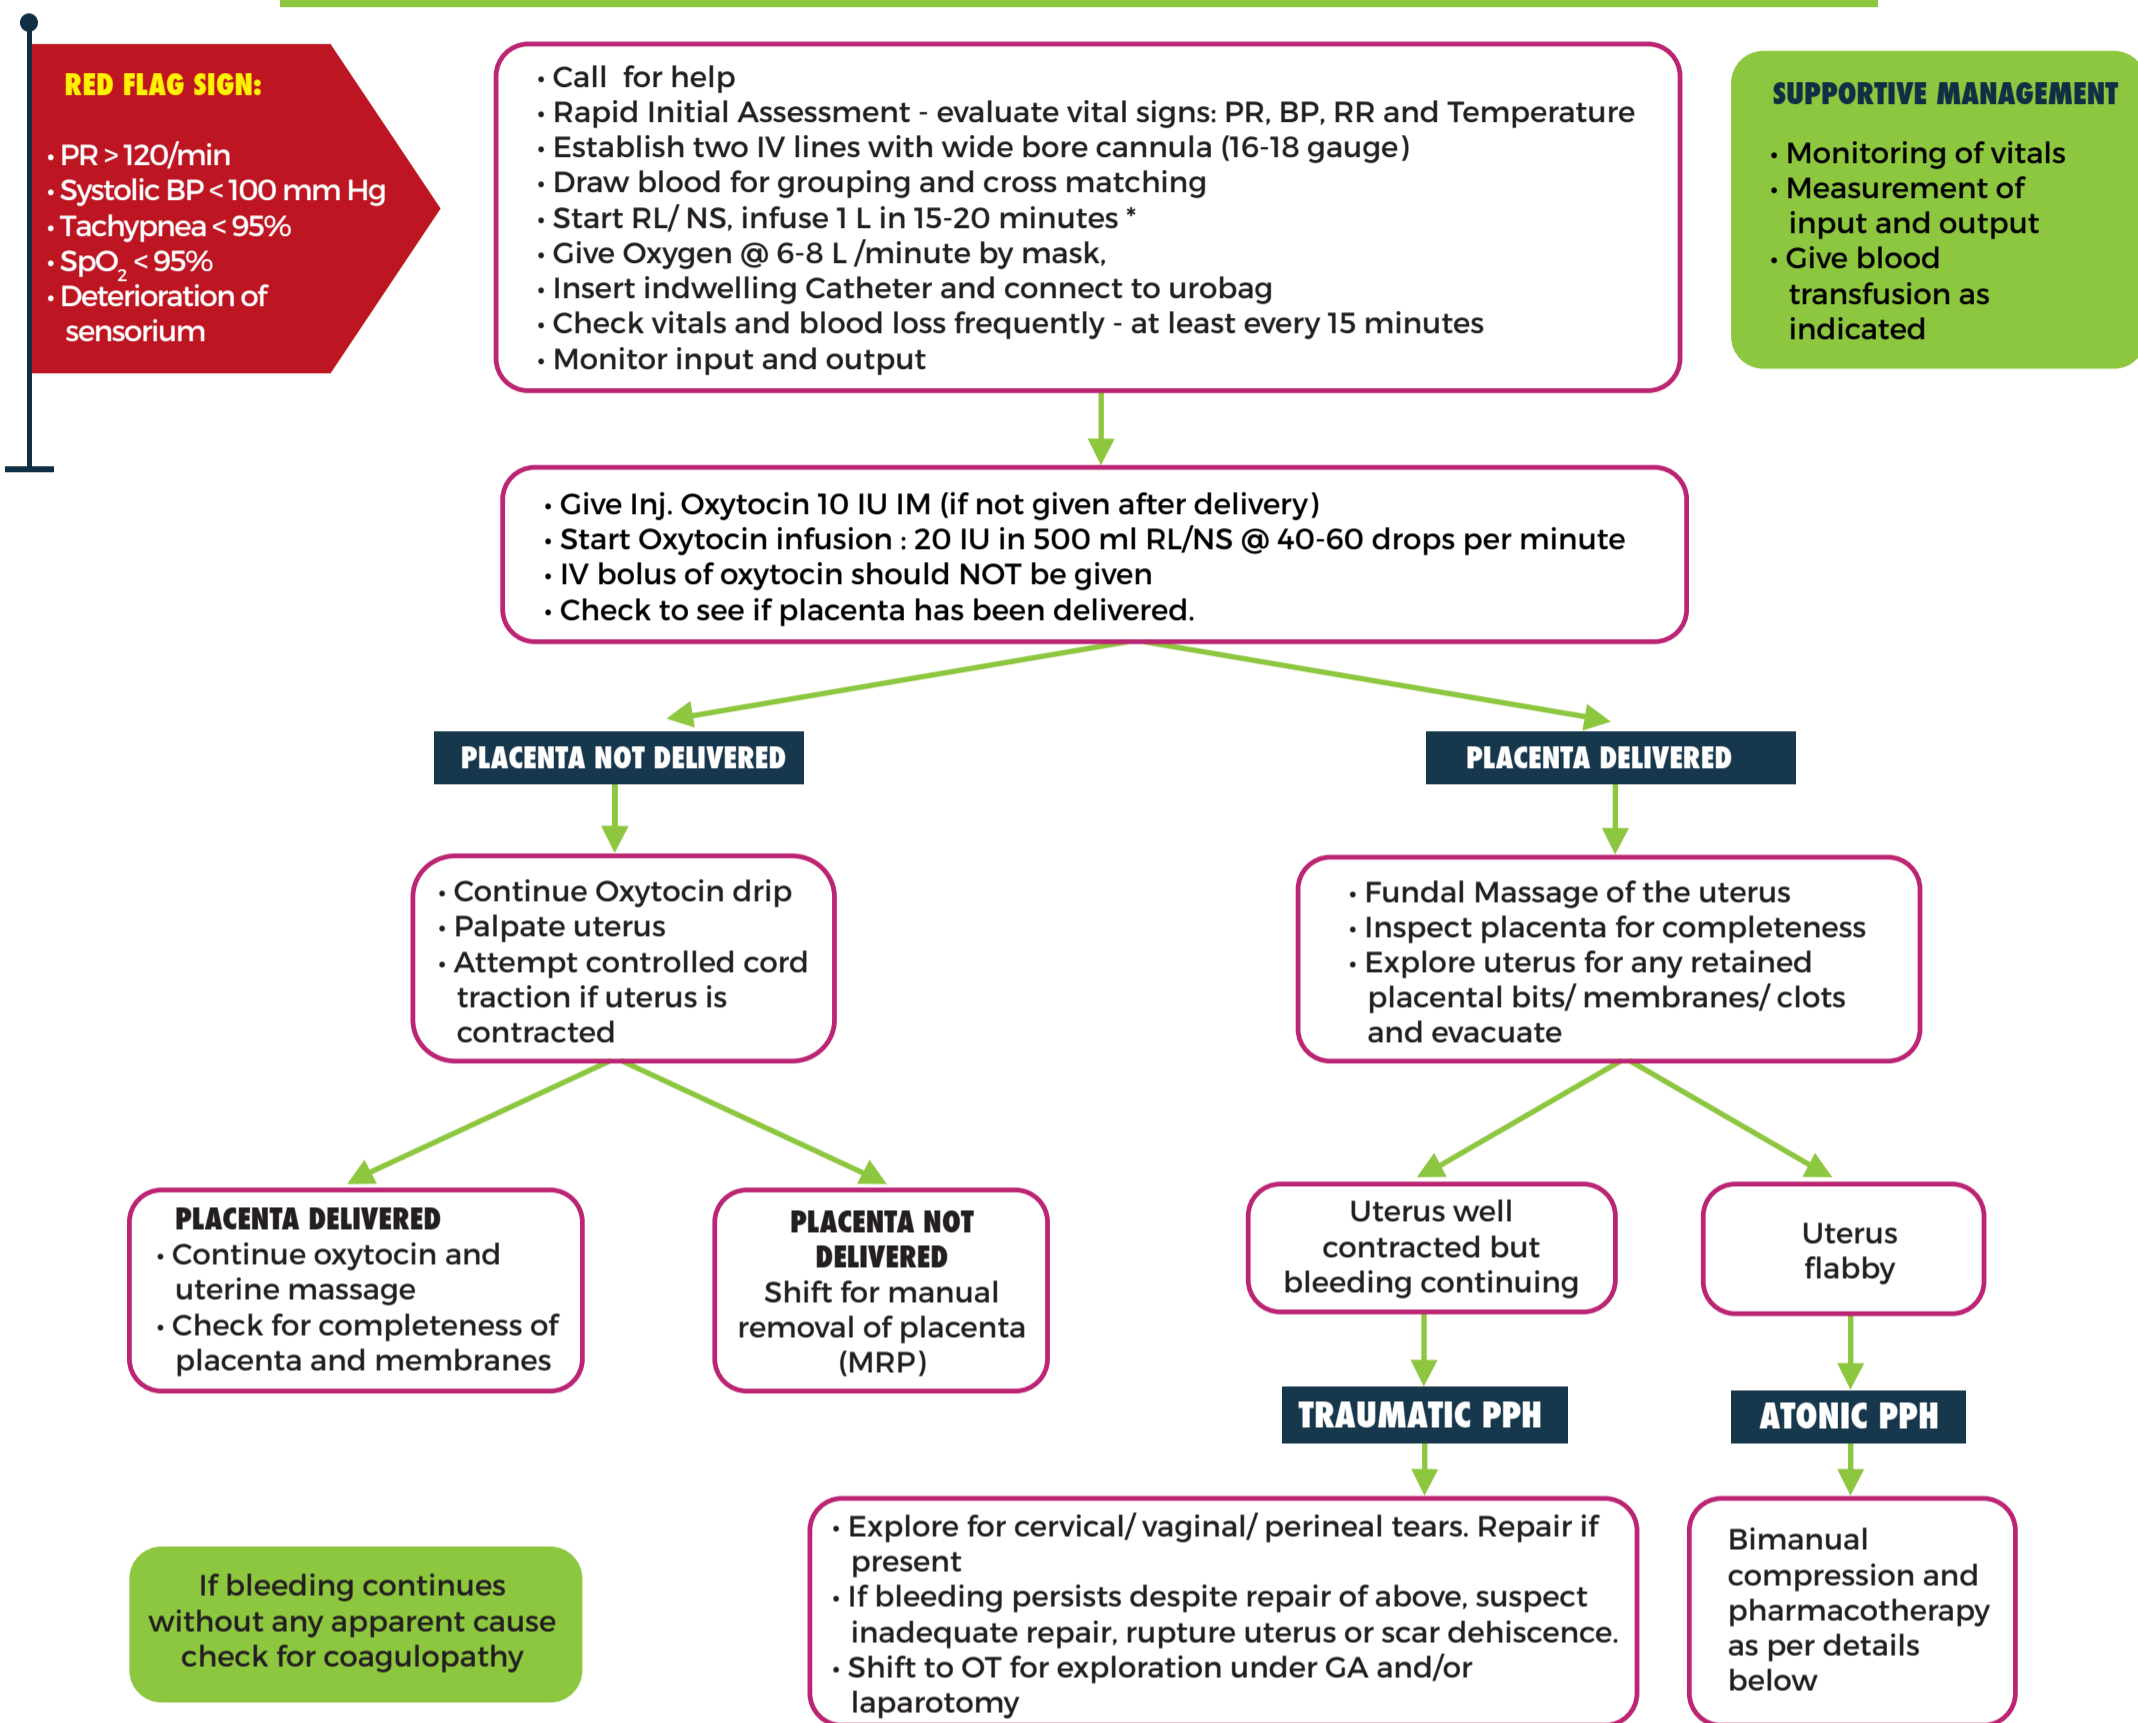 RED FLAG SIGN:
• PR > 120/min
• Systolic BP < 100 mm Hg
• Tachypnea < 95%
• SpO₂ < 95%
• Deterioration of
sensorium
• Call for help
• Rapid Initial Assessment - evaluate vital signs: PR, BP, RR and Temperature
• Establish two IV lines with wide bore cannula (16-18 gauge)
• Draw blood for grouping and cross matching
• Start RL/ NS, infuse 1 L in 15-20 minutes *
• Give Oxygen @ 6-8 L /minute by mask,
• Insert indwelling Catheter and connect to urobag
• Check vitals and blood loss frequently - at least every 15 minutes
• Monitor input and output
SUPPORTIVE MANAGEMENT
• Monitoring of vitals
• Measurement of
input and output
• Give blood
transfusion as
indicated
• Give Inj. Oxytocin 10 IU IM (if not given after delivery)
• Start Oxytocin infusion : 20 IU in 500 ml RL/NS @ 40-60 drops per minute
• IV bolus of oxytocin should NOT be given
• Check to see if placenta has been delivered.
PLACENTA NOT DELIVERED
PLACENTA DELIVERED
• Continue Oxytocin drip
• Palpate uterus
• Attempt controlled cord
traction if uterus is
contracted
• Fundal Massage of the uterus
• Inspect placenta for completeness
• Explore uterus for any retained
placental bits/ membranes/ clots
and evacuate
PLACENTA DELIVERED
• Continue oxytocin and
uterine massage
• Check for completeness of
placenta and membranes
PLACENTA NOT
DELIVERED
Shift for manual
removal of placenta
(MRP)
Uterus well
contracted but
bleeding continuing
Uterus
flabby
TRAUMATIC PPH
ATONIC PPH
If bleeding continues
without any apparent cause
check for coagulopathy
• Explore for cervical/ vaginal/ perineal tears. Repair if
present
• If bleeding persists despite repair of above, suspect
inadequate repair, rupture uterus or scar dehiscence.
• Shift to OT for exploration under GA and/or
laparotomy
Bimanual
compression and
pharmacotherapy
as per details
below